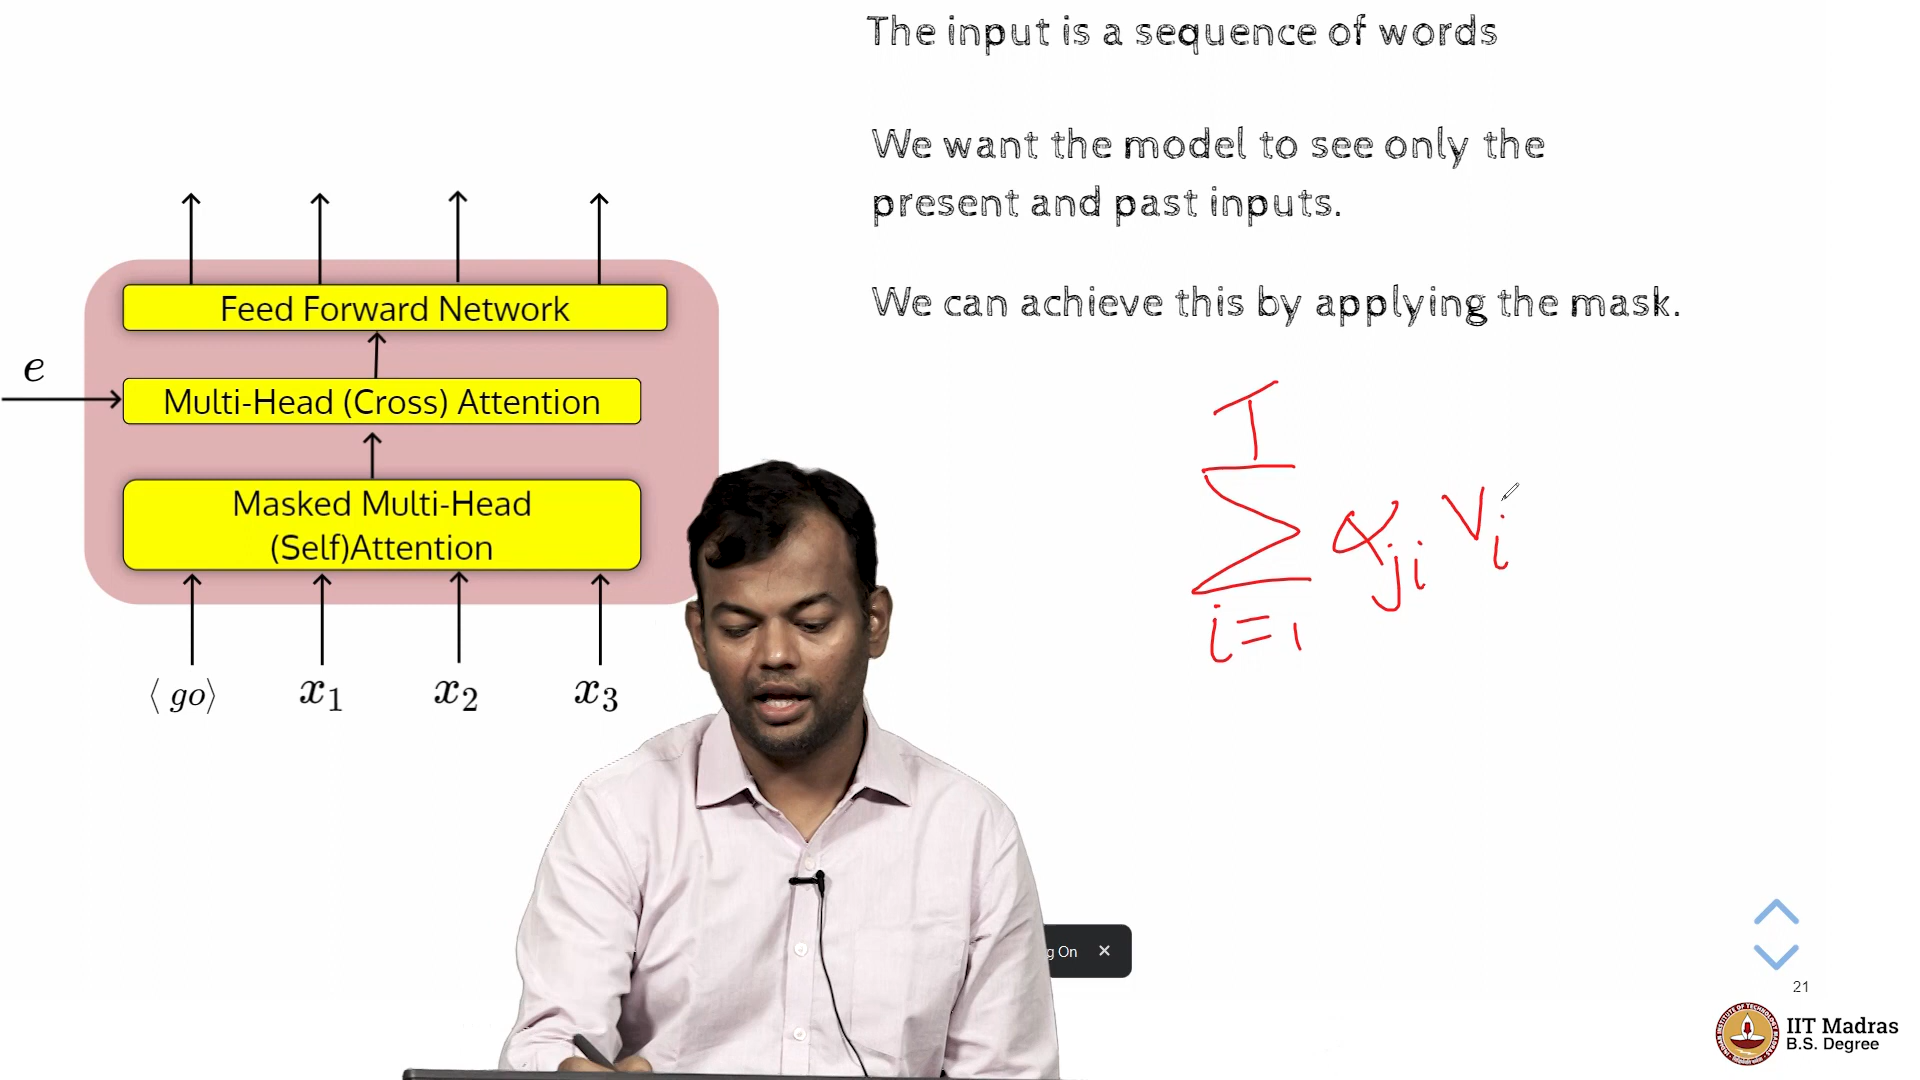 The input is a sequence of words
We want the model to see only the
present and past inputs.
We can achieve this by applying the mask.
Feed Forward Network
e
Multi-Head (Cross) Attention
Masked Multi-Head
(Self)Attention
⟨ go⟩ x₁ x₂ x₃
T
∑ αⱼᵢ Vᵢ
i=1
g On ×
21
IIT Madras
B.S. Degree